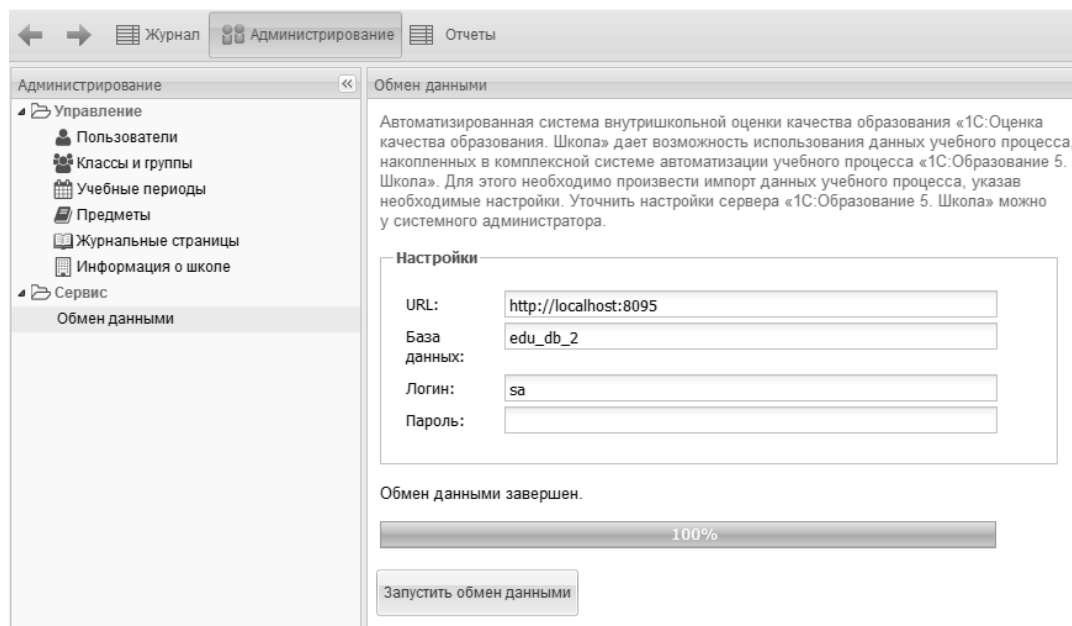 Журнал Администрирование Отчеты
Администрирование
Управление
Пользователи
Классы и группы
Учебные периоды
Предметы
Журнальные страницы
Информация о школе
Сервис
Обмен данными
Обмен данными
Автоматизированная система внутришкольной оценки качества образования «1С:Оценка
качества образования. Школа» дает возможность использования данных учебного процесса,
накопленных в комплексной системе автоматизации учебного процесса «1С:Образование 5.
Школа». Для этого необходимо произвести импорт данных учебного процесса, указав
необходимые настройки. Уточнить настройки сервера «1С:Образование 5. Школа» можно
у системного администратора.
Настройки
URL: http://localhost:8095
База данных: edu_db_2
Логин: sa
Пароль:
Обмен данными завершен.
100%
Запустить обмен данными